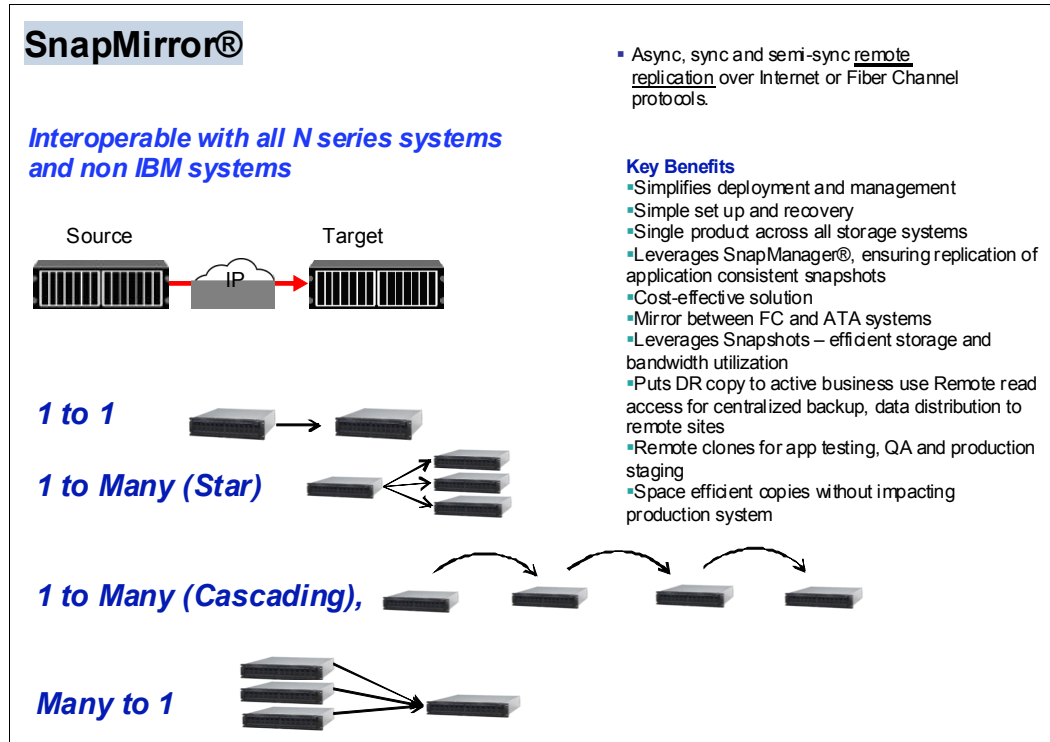 SnapMirror®
Interoperable with all N series systems
and non IBM systems
Source
Target
IP
1 to 1
1 to Many (Star)
1 to Many (Cascading),
Many to 1
▪ Async, sync and semi-sync remote
replication over Internet or Fiber Channel
protocols.
Key Benefits
▪Simplifies deployment and management
▪Simple set up and recovery
▪Single product across all storage systems
▪Leverages SnapManager®, ensuring replication of
application consistent snapshots
▪Cost-effective solution
▪Mirror between FC and ATA systems
▪Leverages Snapshots – efficient storage and
bandwidth utilization
▪Puts DR copy to active business use Remote read
access for centralized backup, data distribution to
remote sites
▪Remote clones for app testing, QA and production
staging
▪Space efficient copies without impacting
production system